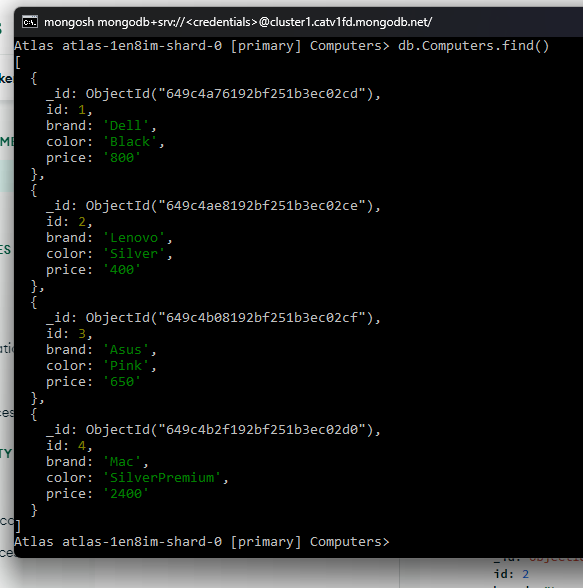 mongosh mongodb+srv://<credentials>@cluster1.catv1fd.mongodb.net/
Atlas atlas-1en8im-shard-0 [primary] Computers> db.Computers.find()
[
  {
    _id: ObjectId("649c4a76192bf251b3ec02cd"),
    id: 1,
    brand: 'Dell',
    color: 'Black',
    price: '800'
  },
  {
    _id: ObjectId("649c4ae8192bf251b3ec02ce"),
    id: 2,
    brand: 'Lenovo',
    color: 'Silver',
    price: '400'
  },
  {
    _id: ObjectId("649c4b08192bf251b3ec02cf"),
    id: 3,
    brand: 'Asus',
    color: 'Pink',
    price: '650'
  },
  {
    _id: ObjectId("649c4b2f192bf251b3ec02d0"),
    id: 4,
    brand: 'Mac',
    color: 'SilverPremium',
    price: '2400'
  }
]
Atlas atlas-1en8im-shard-0 [primary] Computers>
id: 2